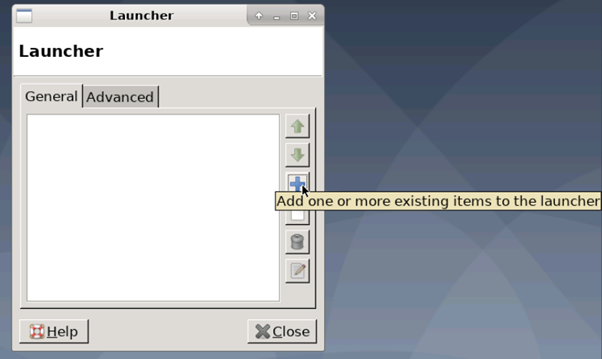 Launcher
Launcher
General Advanced
Add one or more existing items to the launcher
Help Close